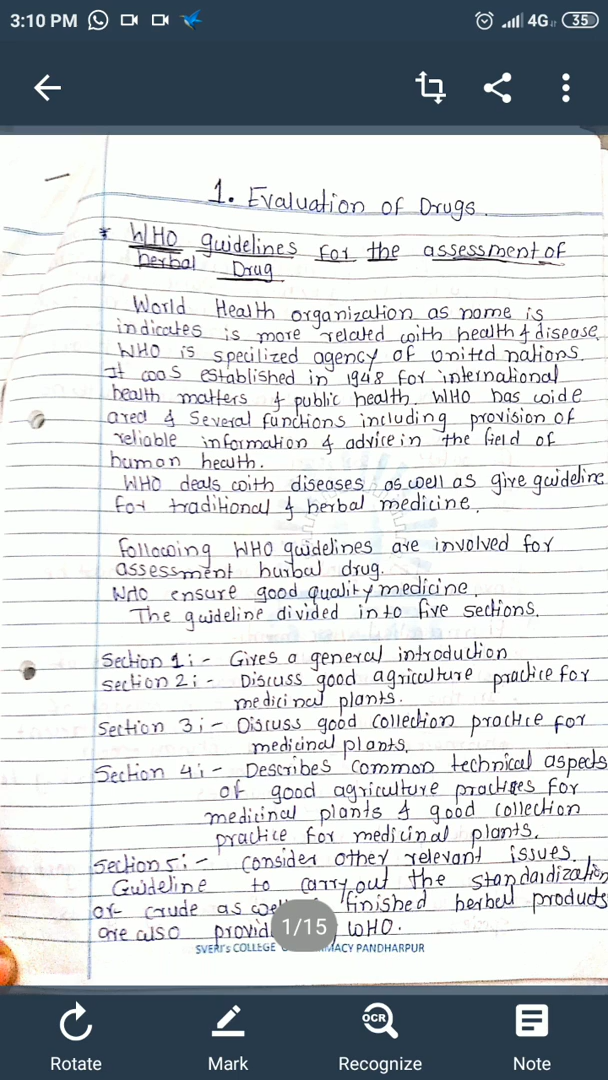 3:10 PM 4G 35
1. Evaluation of Drugs.
* WHO guidelines for the assessment of
herbal Drug
World Health organization as name is
indicates is more related with health & disease.
WHO is specilized agency of united nations.
It was established in 1948 for international
health matters & public health. WHO has wide
area & Several functions including provision of
reliable information & advice in the field of
human health.
WHO deals with diseases as well as give guideline
for traditional & herbal medicine.
Following WHO guidelines are involved for
assessment hurbal drug.
WHO ensure good quality medicine.
The guideline divided into five sections.
Section 1 :- Gives a general introduction
section 2 :- Discuss good agriculture practice for
medicinal plants.
Section 3 :- Discuss good collection practice for
medicinal plants.
Section 4 :- Describes common technical aspects
of good agriculture practises for
medicinal plants & good collection
practice for medicinal plants.
Section 5 :- Consider other relevant issues.
Guideline to carry out the standardization
of crude as well finished herbal products
are also provid WHO.
1/15
SVERI's COLLEGE PANDHARPUR
Rotate Mark OCR Recognize Note